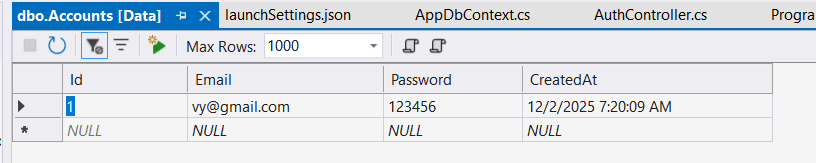 dbo.Accounts [Data] launchSettings.json AppDbContext.cs AuthController.cs Progra
Max Rows: 1000
Id Email Password CreatedAt
1 vy@gmail.com 123456 12/2/2025 7:20:09 AM
NULL NULL NULL NULL